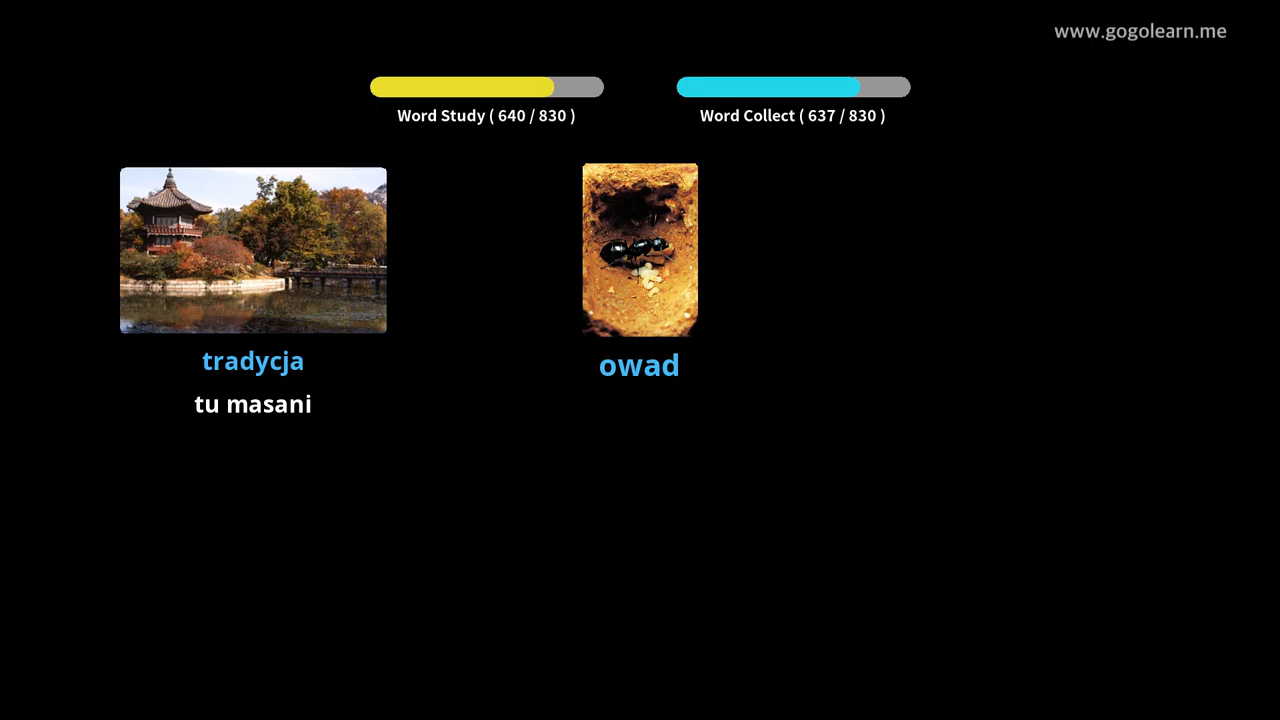 www.gogolearn.me
Word Study ( 640 / 830 )
Word Collect ( 637 / 830 )
tradycja
owad
tu masani